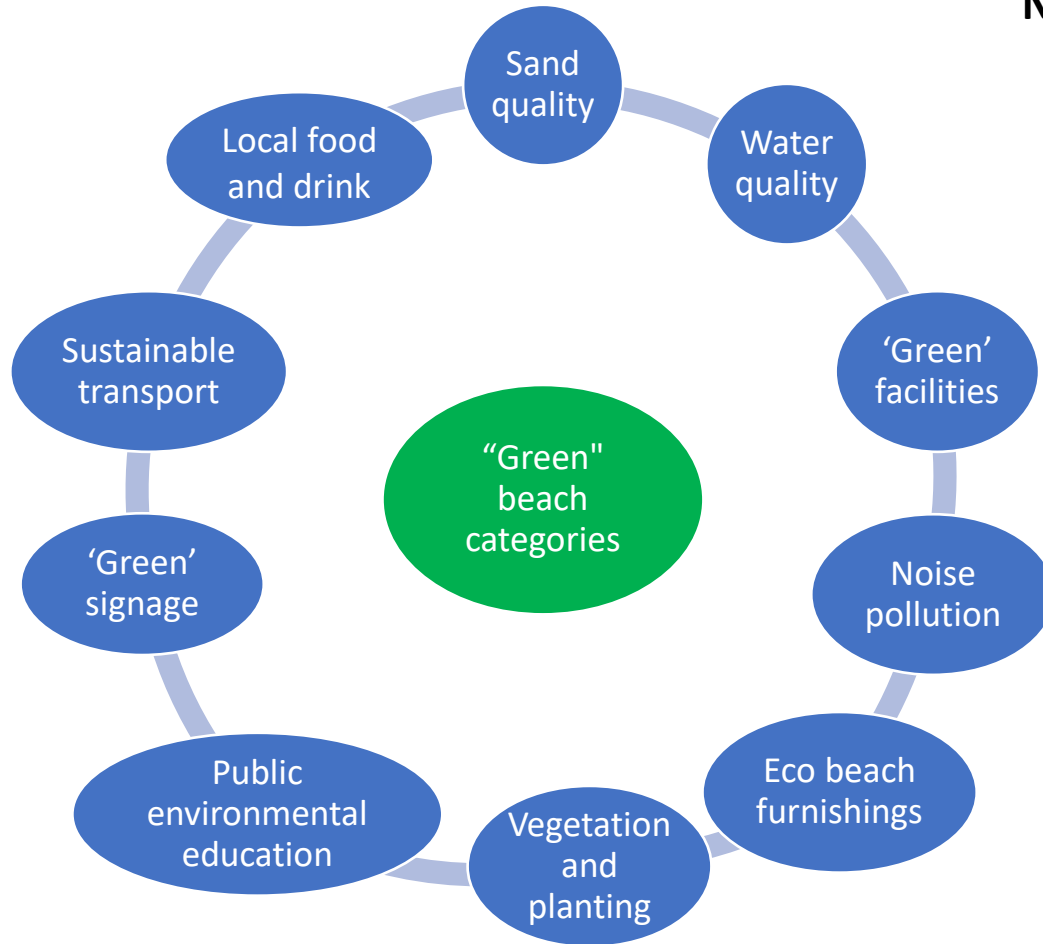 Sand
quality
Water
quality
‘Green’
facilities
Noise
pollution
Eco beach
furnishings
Vegetation
and
planting
Public
environmental
education
‘Green’
signage
Sustainable
transport
Local food
and drink
“Green"
beach
categories